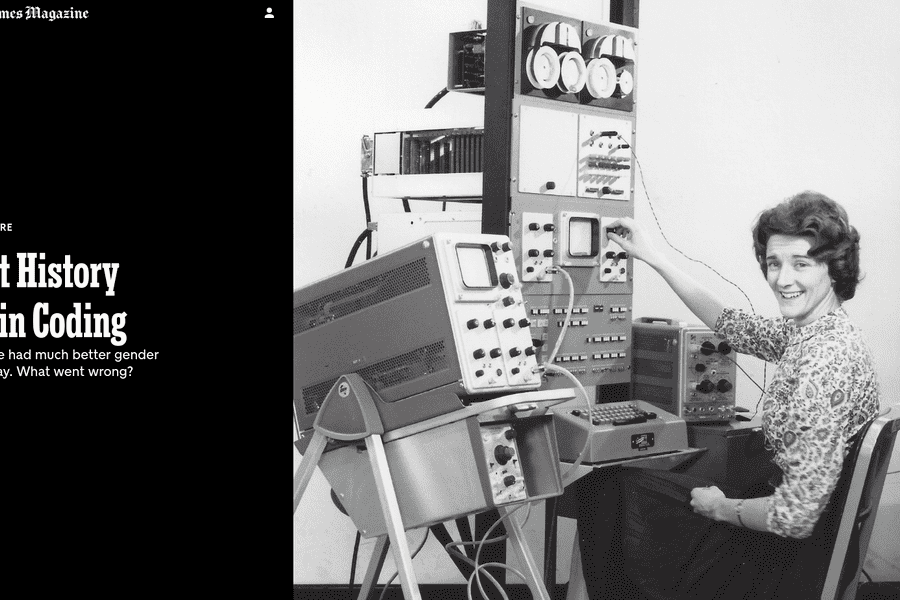 mes Magazine
RE
t History
in Coding
e had much better gender
ay. What went wrong?